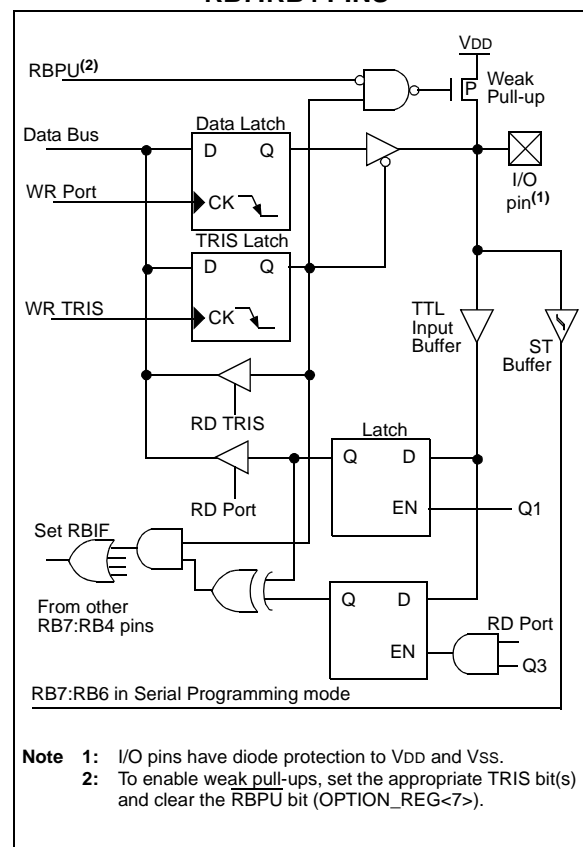 RB7:RB4 PINS
VDD
RBPU(2)
P
Weak
Pull-up
Data Bus
Data Latch
D Q
I/O
pin(1)
WR Port
CK
TRIS Latch
D Q
WR TRIS
CK
TTL
Input
Buffer
ST
Buffer
RD TRIS
Latch
Q D
RD Port
EN
Q1
Set RBIF
Q D
From other
RB7:RB4 pins
RD Port
EN
Q3
RB7:RB6 in Serial Programming mode
Note 1: I/O pins have diode protection to VDD and VSS.
2: To enable weak pull-ups, set the appropriate TRIS bit(s)
and clear the RBPU bit (OPTION_REG<7>).